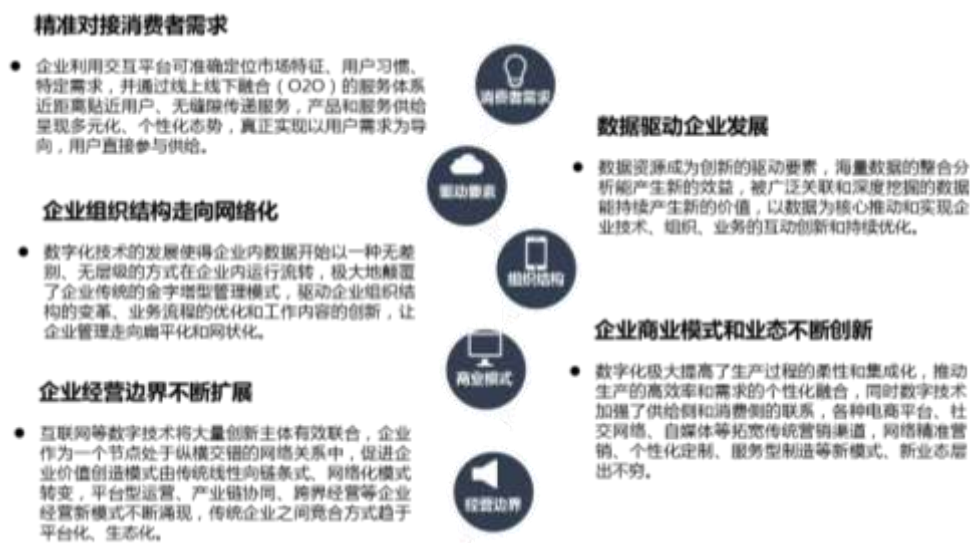 精准对接消费者需求
● 企业利用交互平台可准确定位市场特征、用户习惯、
特定需求，并通过线上线下融合（O2O）的服务体系
近距离贴近用户、无缝隙传递服务，产品和服务供给
呈现多元化、个性化态势，真正实现以用户需求为导
向，用户直接参与供给。
消费者需求
数据驱动企业发展
● 数据资源成为创新的驱动要素，海量数据的整合分
析能产生新的效益，被广泛关联和深度挖掘的数据
能持续产生新的价值，以数据为核心推动和实现企
业技术、组织、业务的互动创新和持续优化。
驱动要素
企业组织结构走向网络化
● 数字化技术的发展使得企业内数据开始以一种无差
别、无层级的方式在企业内运行流转，极大地颠覆
了企业传统的金字塔型管理模式，驱动企业组织结
构的变革、业务流程的优化和工作内容的创新，让
企业管理走向扁平化和网状化。
组织结构
企业商业模式和业态不断创新
● 数字化极大提高了生产过程的柔性和集成化，推动
生产的高效率和需求的个性化融合，同时数字技术
加强了供给侧和消费侧的联系，各种电商平台、社
交网络、自媒体等拓宽传统营销渠道，网络精准营
销、个性化定制、服务型制造等新模式、新业态层
出不穷。
商业模式
企业经营边界不断扩展
● 互联网等数字技术将大量创新主体有效联合，企业
作为一个节点处于纵横交错的网络关系中，促进企
业价值创造模式由传统线性向链条式、网络化模式
转变，平台型运营、产业链协同、跨界经营等企业
经营新模式不断涌现，传统企业之间竞合方式趋于
平台化、生态化。
经营边界